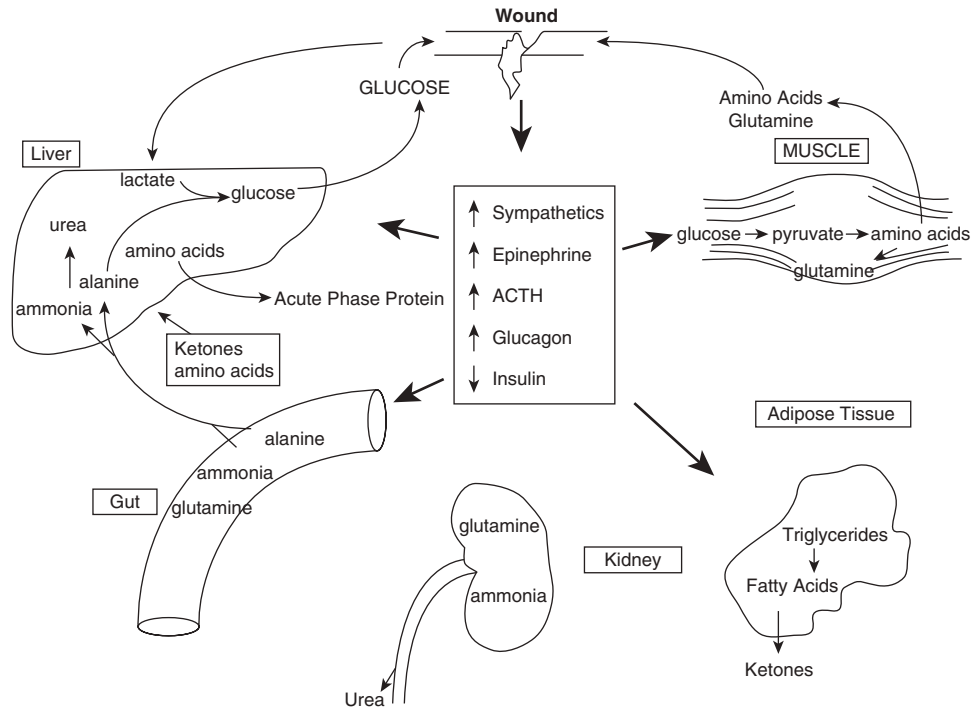 Wound
GLUCOSE
Amino Acids
Glutamine
MUSCLE
Liver
lactate
glucose
urea
amino acids
alanine
ammonia
Acute Phase Protein
Ketones
amino acids
Sympathetics
Epinephrine
ACTH
Glucagon
Insulin
glucose
pyruvate
amino acids
glutamine
Adipose Tissue
Triglycerides
Fatty Acids
Ketones
Gut
alanine
ammonia
glutamine
Kidney
glutamine
ammonia
Urea